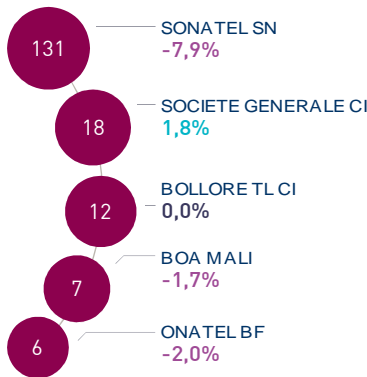 131
SONATEL SN
-7,9%
18
SOCIETE GENERALE CI
1,8%
12
BOLLORE TL CI
0,0%
7
BOA MALI
-1,7%
6
ONATEL BF
-2,0%